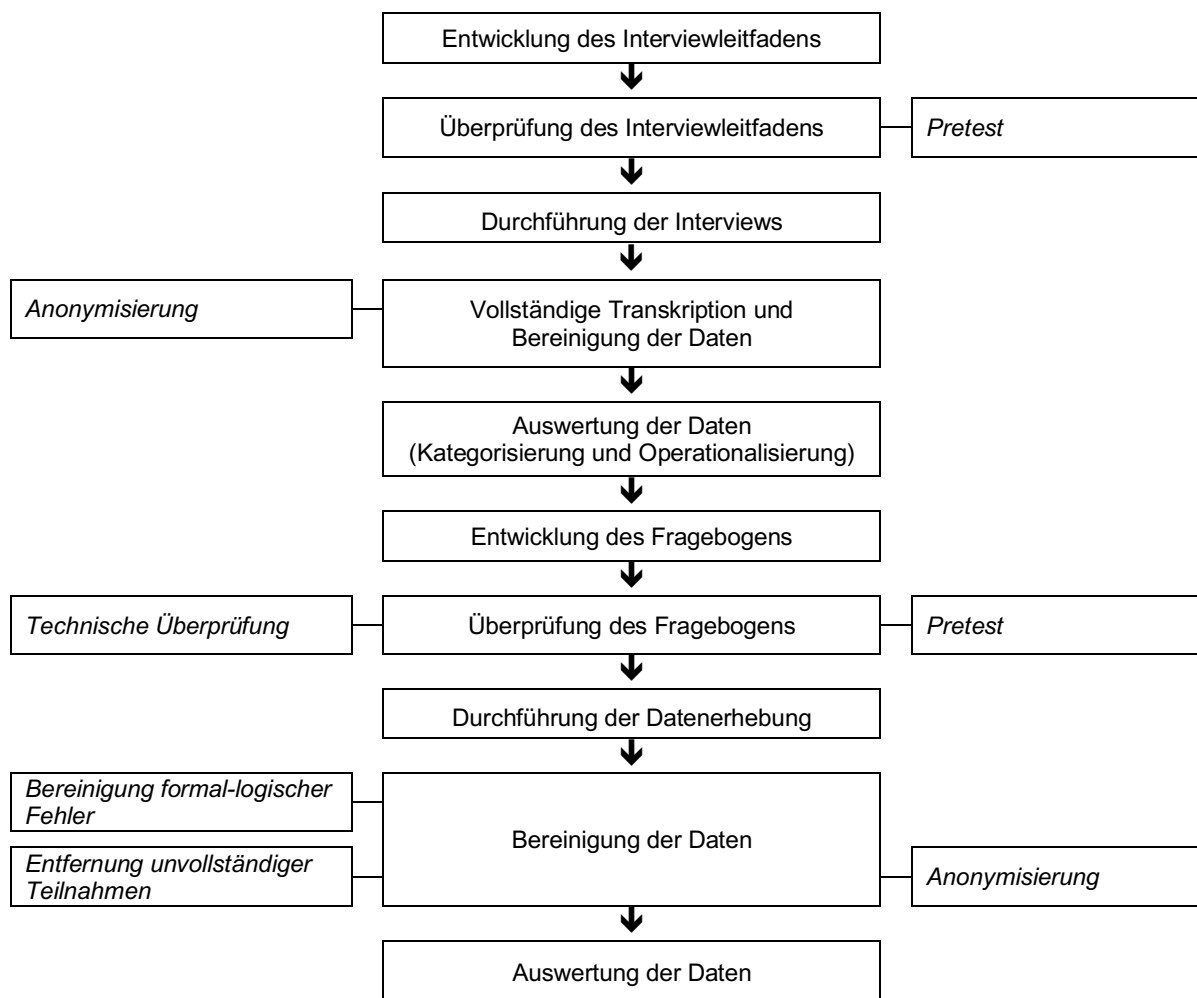 Entwicklung des Interviewleitfadens
Überprüfung des Interviewleitfadens
Pretest
Durchführung der Interviews
Anonymisierung
Vollständige Transkription und
Bereinigung der Daten
Auswertung der Daten
(Kategorisierung und Operationalisierung)
Entwicklung des Fragebogens
Technische Überprüfung
Überprüfung des Fragebogens
Pretest
Durchführung der Datenerhebung
Bereinigung formal-logischer
Fehler
Bereinigung der Daten
Entfernung unvollständiger
Teilnahmen
Anonymisierung
Auswertung der Daten